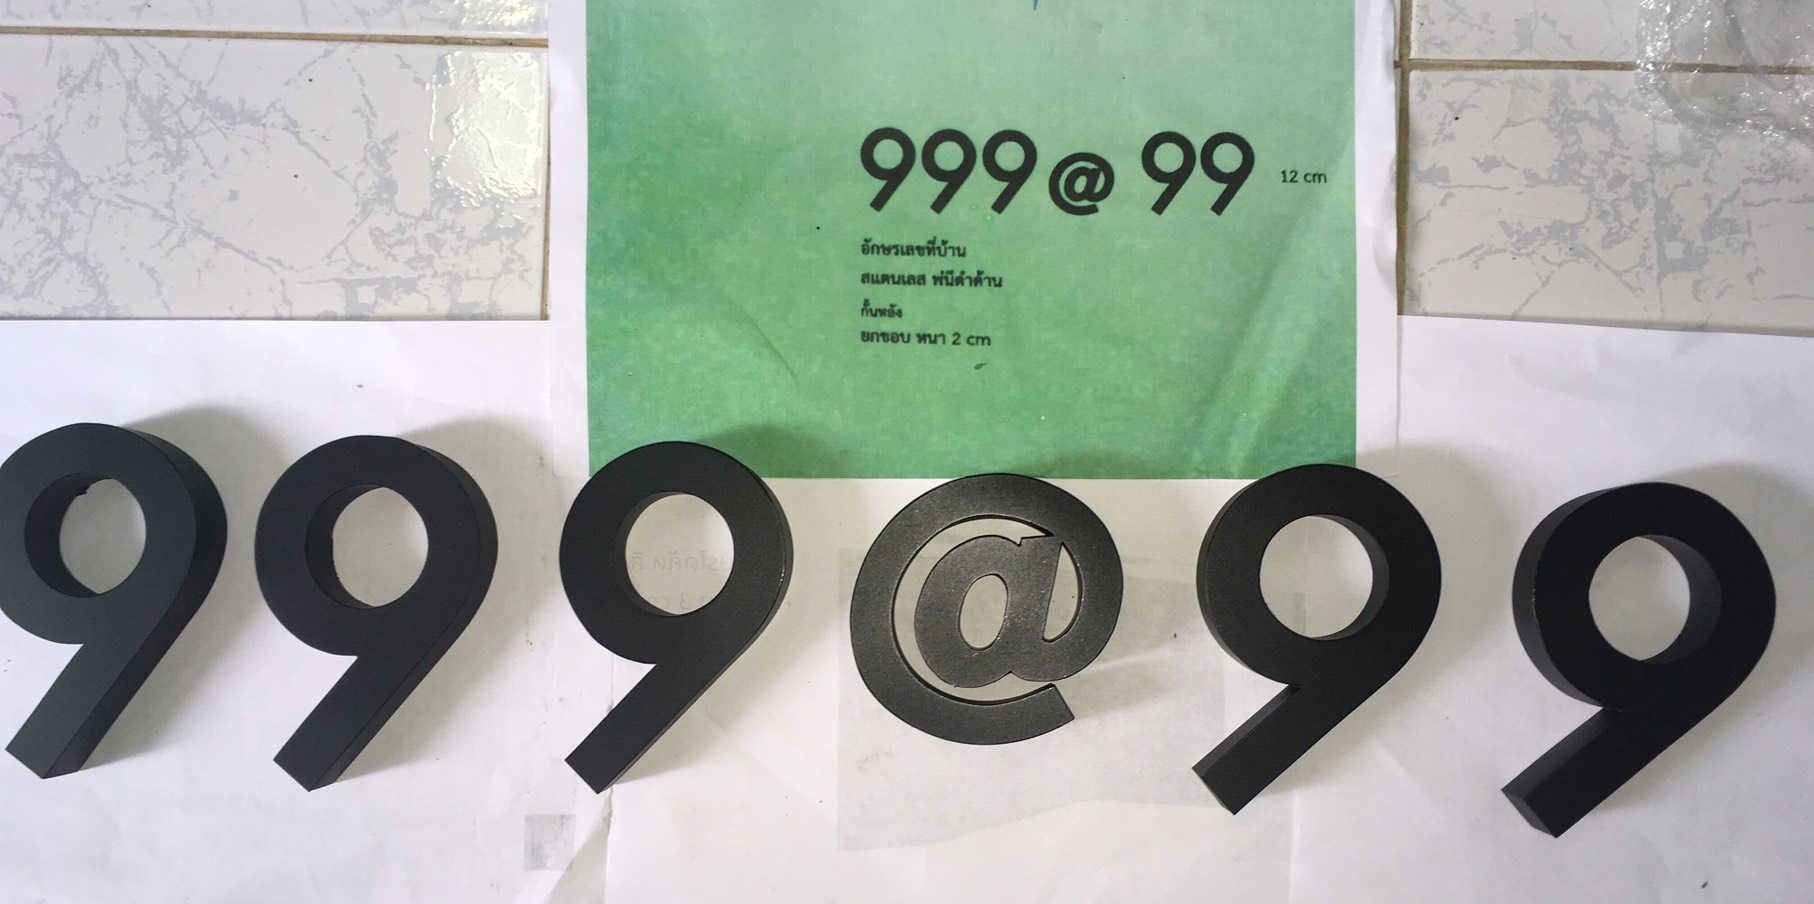 999@ 99 12 cm
อักษรเลขที่บ้าน
สแตนเลส พ่นีดำด้าน
กั้นหลัง
ยกขอบ หนา 2 cm
999@99